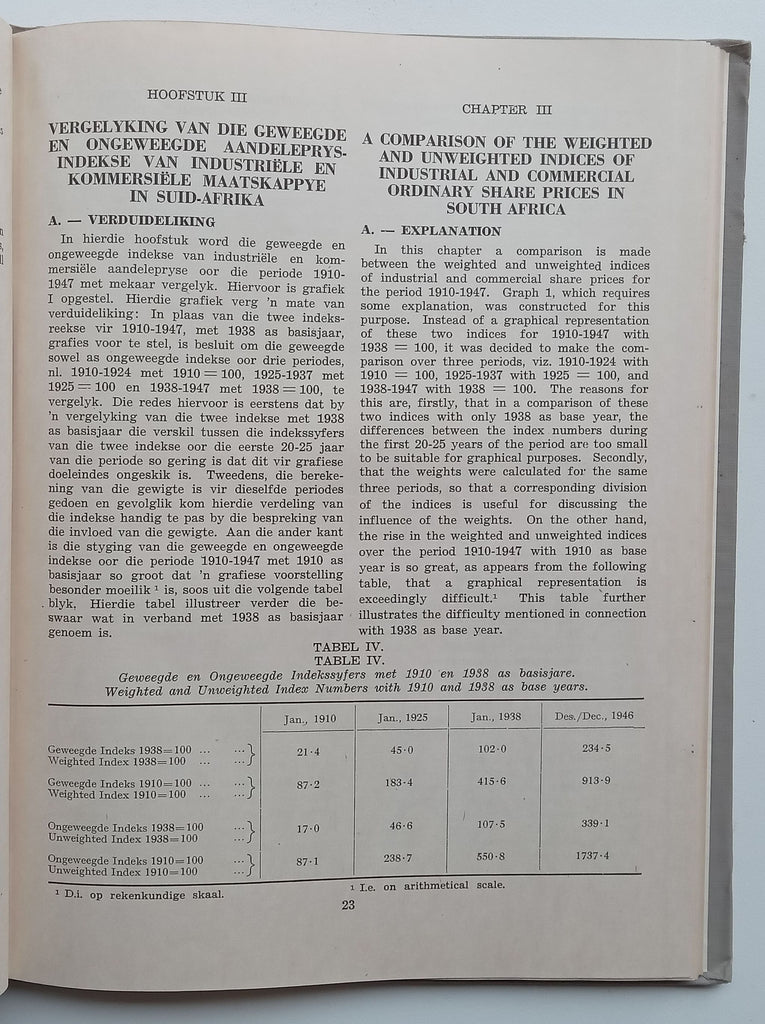 HOOFSTUK III
VERGELYKING VAN DIE GEWEEGDE
EN ONGEWEEGDE AANDELEPRYS-
INDEKSE VAN INDUSTRIËLE EN
KOMMERSIËLE MAATSKAPPYE
IN SUID-AFRIKA
A. — VERDUIDELIKING
In hierdie hoofstuk word die geweegde en
ongeweegde indekse van industriële en kom-
mersiële aandelepryse oor die periode 1910-
1947 met mekaar vergelyk. Hiervoor is grafiek
I opgestel. Hierdie grafiek verg 'n mate van
verduideliking: In plaas van die twee indeks-
reekse vir 1910-1947, met 1938 as basisjaar,
grafies voor te stel, is besluit om die geweegde
sowel as ongeweegde indekse oor drie periodes,
nl. 1910-1924 met 1910 = 100, 1925-1937 met
1925 = 100 en 1938-1947 met 1938 = 100, te
vergelyk. Die redes hiervoor is eerstens dat by
'n vergelyking van die twee indekse met 1938
as basisjaar die verskil tussen die indekssyfers
van die twee indekse oor die eerste 20-25 jaar
van die periode so gering is dat dit vir grafiese
doeleindes ongeskik is. Tweedens, die bereke-
ning van die gewigte is vir dieselfde periodes
gedoen en gevolglik kom hierdie verdeling van
die indekse handig te pas by die bespreking van
die invloed van die gewigte. Aan die ander kant
is die styging van die geweegde en ongeweegde
indekse oor die periode 1910-1947 met 1910 as
basisjaar so groot dat 'n grafiese voorstelling
besonder moeilik ¹ is, soos uit die volgende tabel
blyk, Hierdie tabel illustreer verder die be-
swaar wat in verband met 1938 as basisjaar
genoem is.
CHAPTER III
A COMPARISON OF THE WEIGHTED
AND UNWEIGHTED INDICES OF
INDUSTRIAL AND COMMERCIAL
ORDINARY SHARE PRICES IN
SOUTH AFRICA
A. — EXPLANATION
In this chapter a comparison is made
between the weighted and unweighted indices
of industrial and commercial share prices for
the period 1910-1947. Graph 1, which requires
some explanation, was constructed for this
purpose. Instead of a graphical representation
of these two indices for 1910-1947 with
1938 = 100, it was decided to make the com-
parison over three periods, viz. 1910-1924 with
1910 = 100, 1925-1937 with 1925 = 100, and
1938-1947 with 1938 = 100. The reasons for
this are, firstly, that in a comparison of these
two indices with only 1938 as base year, the
differences between the index numbers during
the first 20-25 years of the period are too small
to be suitable for graphical purposes. Secondly,
that the weights were calculated for the same
three periods, so that a corresponding division
of the indices is useful for discussing the
influence of the weights. On the other hand,
the rise in the weighted and unweighted indices
over the period 1910-1947 with 1910 as base
year is so great, as appears from the following
table, that a graphical representation is
exceedingly difficult.¹ This table further
illustrates the difficulty mentioned in connection
with 1938 as base year.
TABEL IV.
TABLE IV.
Geweegde en Ongeweegde Indekssyfers met 1910 en 1938 as basisjare.
Weighted and Unweighted Index Numbers with 1910 and 1938 as base years.
Jan., 1910 Jan., 1925 Jan., 1938 Des./Dec., 1946
Geweegde Indeks 1938=100 ... ...} 21·4 45·0 102·0 234·5
Weighted Index 1938=100 ... ...
Geweegde Indeks 1910=100 ... ...} 87·2 183·4 415·6 913·9
Weighted Index 1910=100 ... ...
Ongeweegde Indeks 1938=100 ...} 17·0 46·6 107·5 339·1
Unweighted Index 1938=100 ...
Ongeweegde Indeks 1910=100 ...} 87·1 238·7 550·8 1737·4
Unweighted Index 1910=100 ...
¹ D.i. op rekenkundige skaal.
¹ I.e. on arithmetical scale.
23